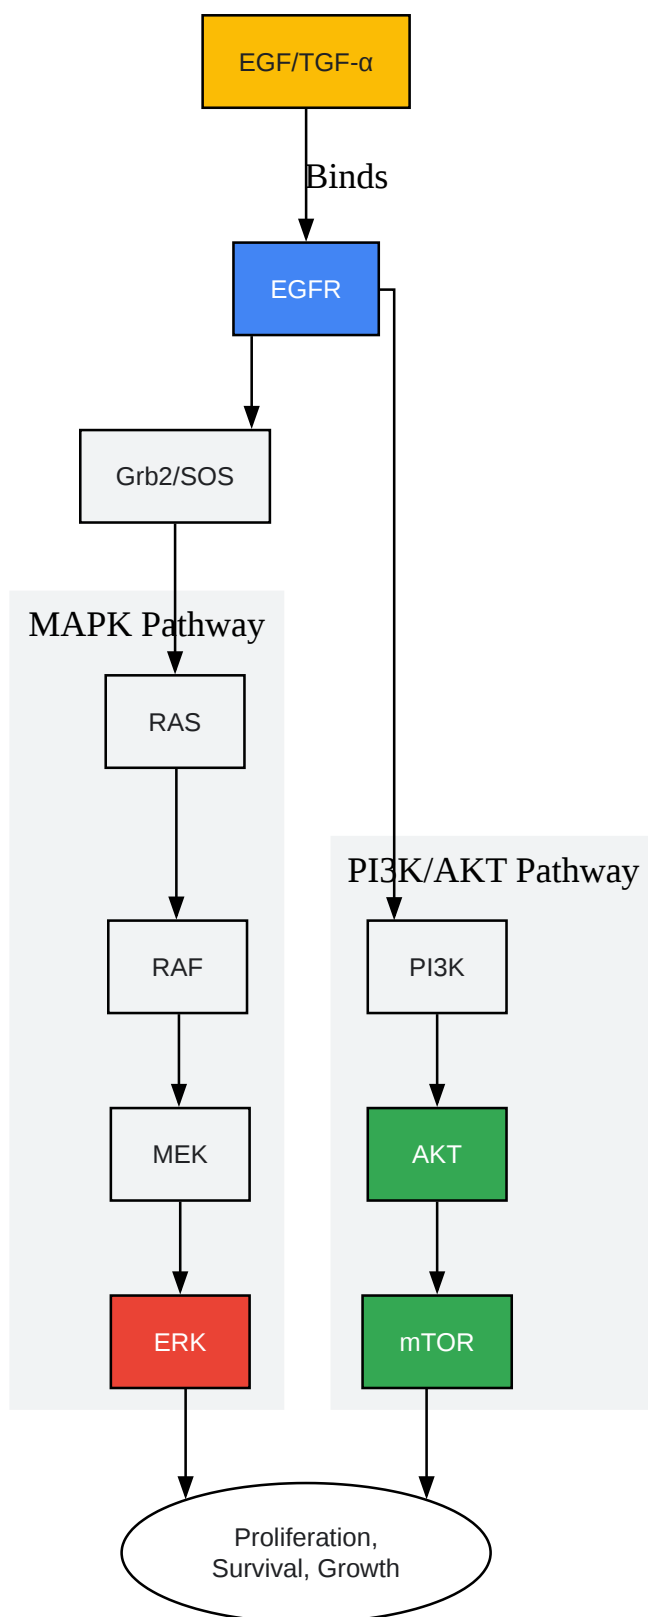 EGF/TGF-α
Binds
EGFR
Grb2/SOS
MAPK Pathway
RAS
PI3K/AKT Pathway
RAF
PI3K
MEK
AKT
ERK
mTOR
Proliferation,
Survival, Growth